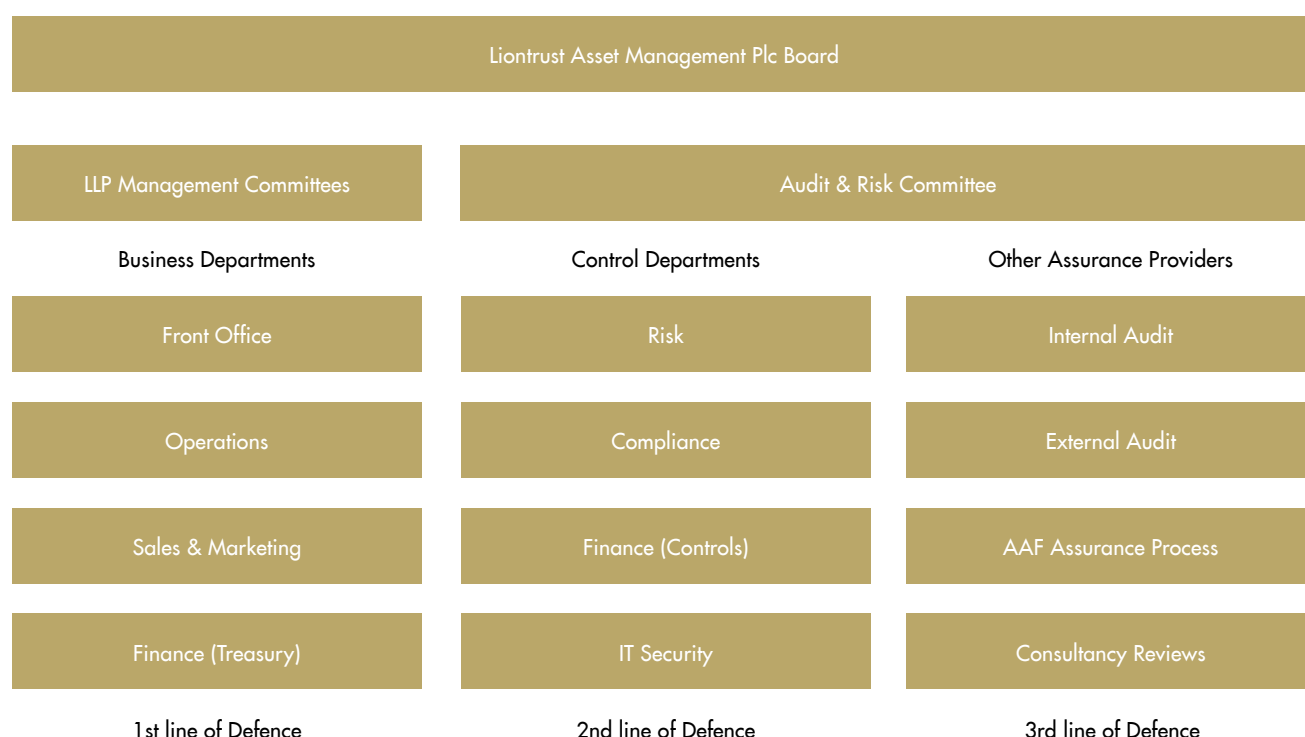 Liontrust Asset Management Plc Board
LLP Management Committees
Audit & Risk Committee
Business Departments
Control Departments
Other Assurance Providers
Front Office
Risk
Internal Audit
Operations
Compliance
External Audit
Sales & Marketing
Finance (Controls)
AAF Assurance Process
Finance (Treasury)
IT Security
Consultancy Reviews
1st line of Defence
2nd line of Defence
3rd line of Defence